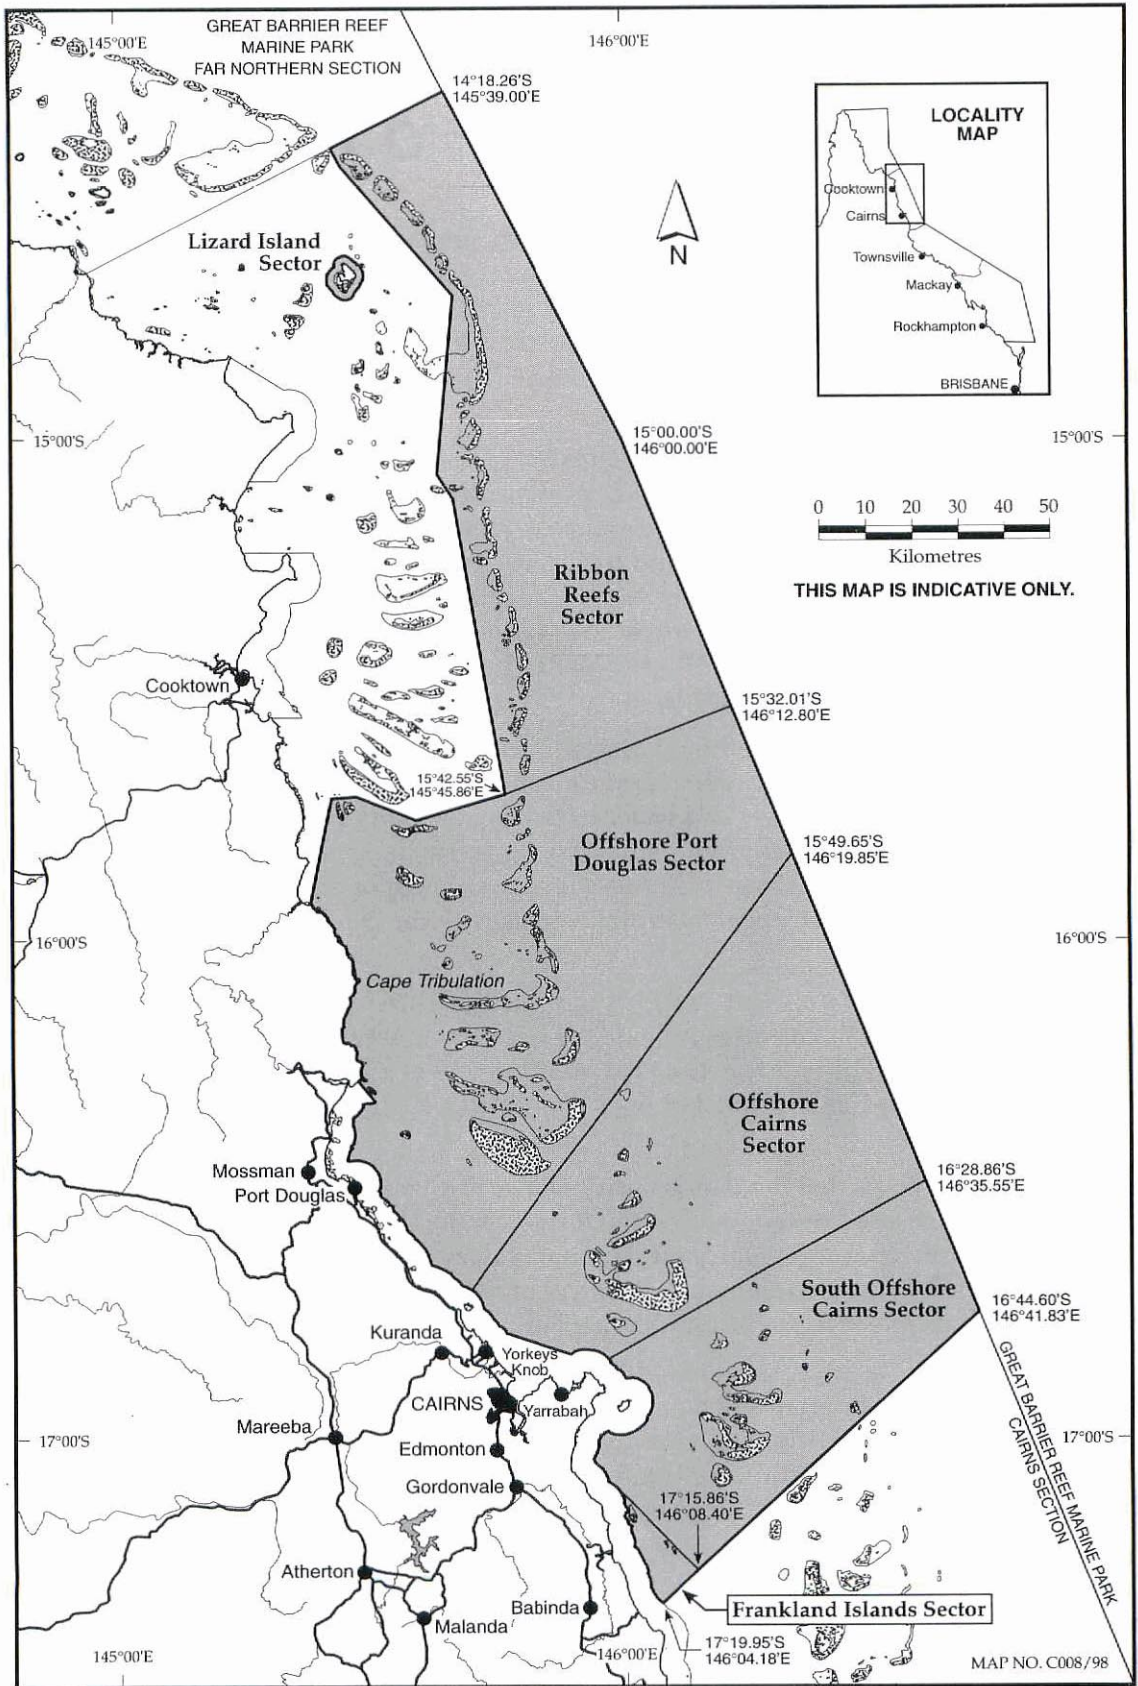 GREAT BARRIER REEF
MARINE PARK
FAR NORTHERN SECTION
145°00'E
146°00'E
14°18.26'S
145°39.00'E
LOCALITY
MAP
Cooktown
Cairns
Townsville
Mackay
Rockhampton
BRISBANE
N
Lizard Island
Sector
15°00'S
15°00.00'S
146°00.00'E
15°00'S
0 10 20 30 40 50
Kilometres
THIS MAP IS INDICATIVE ONLY.
Ribbon
Reefs
Sector
Cooktown
15°32.01'S
146°12.80'E
15°42.55'S
145°45.86'E
Offshore Port
Douglas Sector
15°49.65'S
146°19.85'E
16°00'S
16°00'S
Cape Tribulation
Offshore
Cairns
Sector
Mossman
Port Douglas
16°28.86'S
146°35.55'E
South Offshore
Cairns Sector
16°44.60'S
146°41.83'E
Kuranda
Yorkeys
Knob
CAIRNS
Yarrabah
Mareeba
17°00'S
17°00'S
Edmonton
Gordonvale
17°15.86'S
146°08.40'E
GREAT BARRIER REEF MARINE PARK
CAIRNS SECTION
Atherton
Babinda
Frankland Islands Sector
Malanda
17°19.95'S
146°04.18'E
145°00'E
146°00'E
MAP NO. C008/98